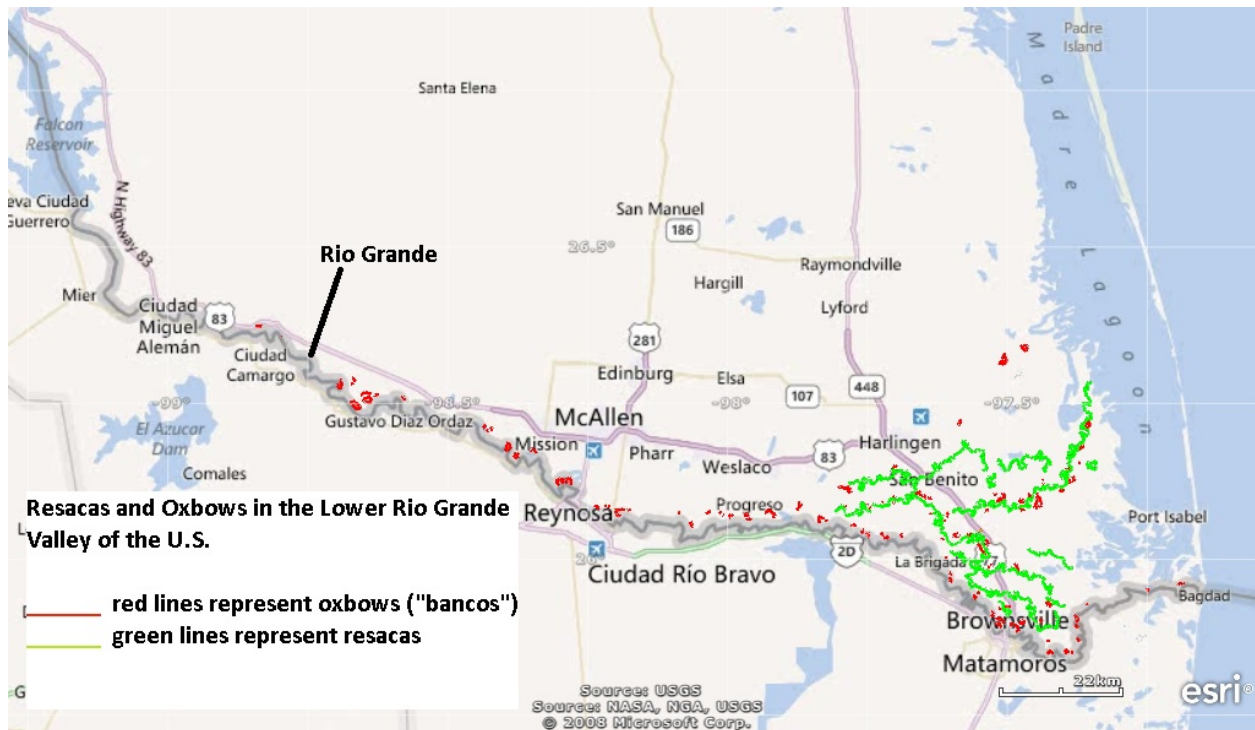 Padre
Island
Madre Lagoon
Santa Elena
Falcon
Reservoir
eva Ciudad
Guerrero
N Highway 83
San Manuel
186
26.5°
Rio Grande
Raymondville
Hargill
Mier
Lyford
Ciudad
Miguel
Alemán
83
281
Ciudad
Camargo
Edinburg
Elsa
448
107
-99°
-98.5°
-98°
-97.5°
McAllen
Gustavo Diaz Ordaz
El Azucar
Dam
Mission
Harlingen
Pharr
83
Weslaco
Comales
San Benito
Resacas and Oxbows in the Lower Rio Grande
Valley of the U.S.
Progreso
Reynosa
Port Isabel
26°
2D
La Brigada
77
Ciudad Río Bravo
Bagdad
red lines represent oxbows ("bancos")
green lines represent resacas
Brownsville
Matamoros
22km
Source: USGS
Source: NASA, NGA, USGS
© 2008 Microsoft Corp.
esri